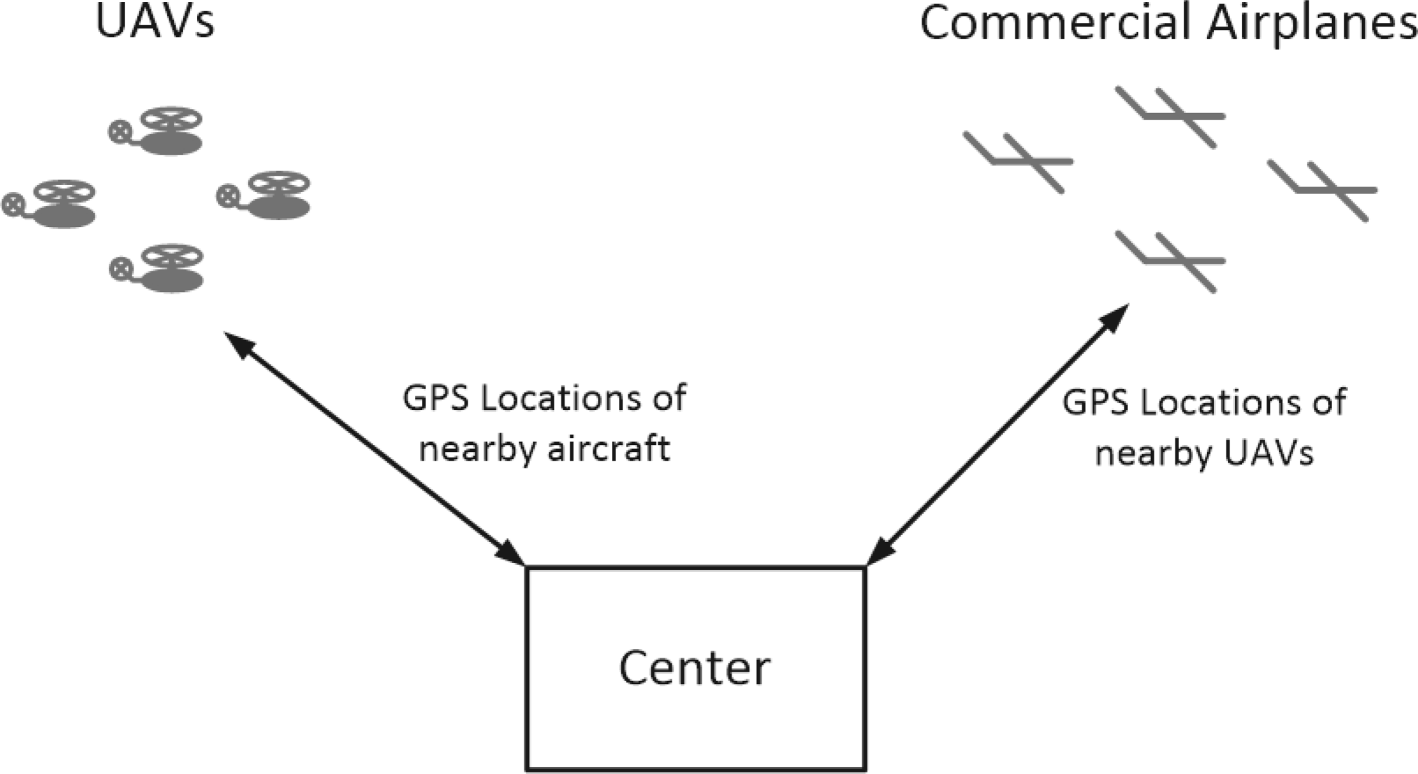 UAVs
Commercial Airplanes
GPS Locations of
nearby aircraft
GPS Locations of
nearby UAVs
Center